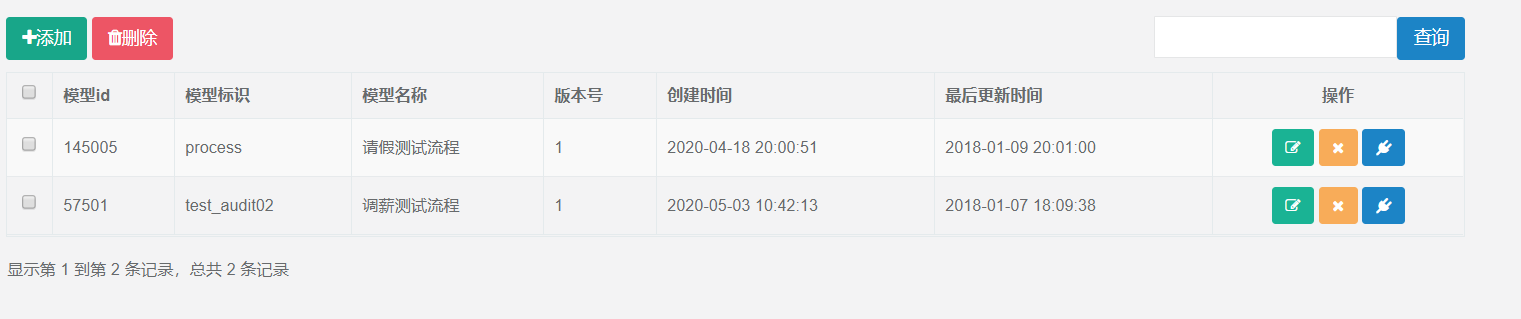 添加 删除 查询
模型id 模型标识 模型名称 版本号 创建时间 最后更新时间 操作
145005 process 请假测试流程 1 2020-04-18 20:00:51 2018-01-09 20:01:00
57501 test_audit02 调薪测试流程 1 2020-05-03 10:42:13 2018-01-07 18:09:38
显示第 1 到第 2 条记录，总共 2 条记录